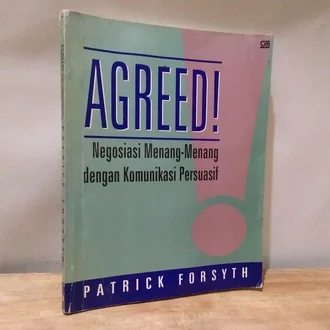 AGREED!
Negosiasi Menang-Menang
dengan Komunikasi Persuasif
PATRICK FORSYTH